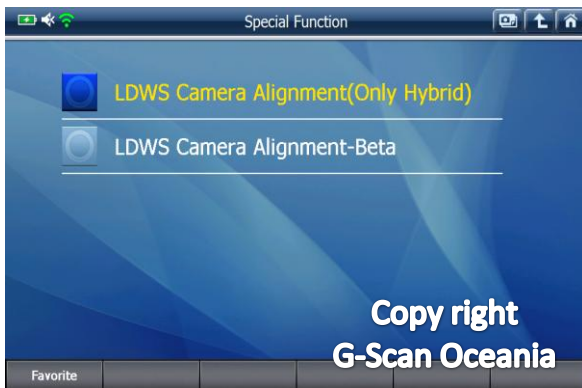 Special Function
LDWS Camera Alignment(Only Hybrid)
LDWS Camera Alignment-Beta
Copy right
G-Scan Oceania
Favorite